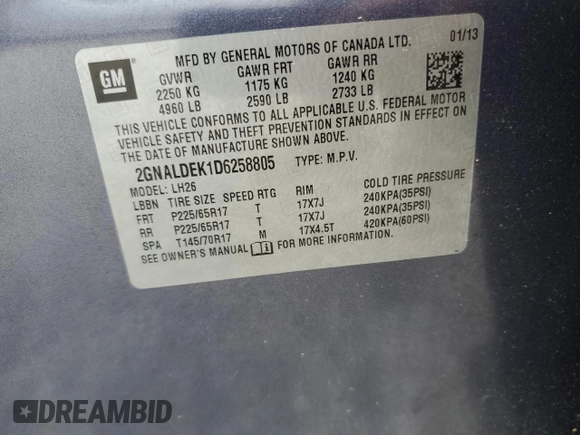 GM
MFD BY GENERAL MOTORS OF CANADA LTD. 01/13
GVWR GAWR FRT GAWR RR
2250 KG 1175 KG 1240 KG
4960 LB 2590 LB 2733 LB
THIS VEHICLE CONFORMS TO ALL APPLICABLE U.S. FEDERAL MOTOR
VEHICLE SAFETY AND THEFT PREVENTION STANDARDS IN EFFECT ON
THE DATE OF MANUFACTURE SHOWN ABOVE.
2GNALDEK1D6258805 TYPE: M.P.V.
MODEL: LH26
LBBN TIRE SIZE SPEED RTG RIM COLD TIRE PRESSURE
FRT P225/65R17 T 17X7J 240KPA(35PSI)
RR P225/65R17 T 17X7J 240KPA(35PSI)
SPA T145/70R17 M 17X4.5T 420KPA(60PSI)
SEE OWNER'S MANUAL FOR MORE INFORMATION.
DREAMBID